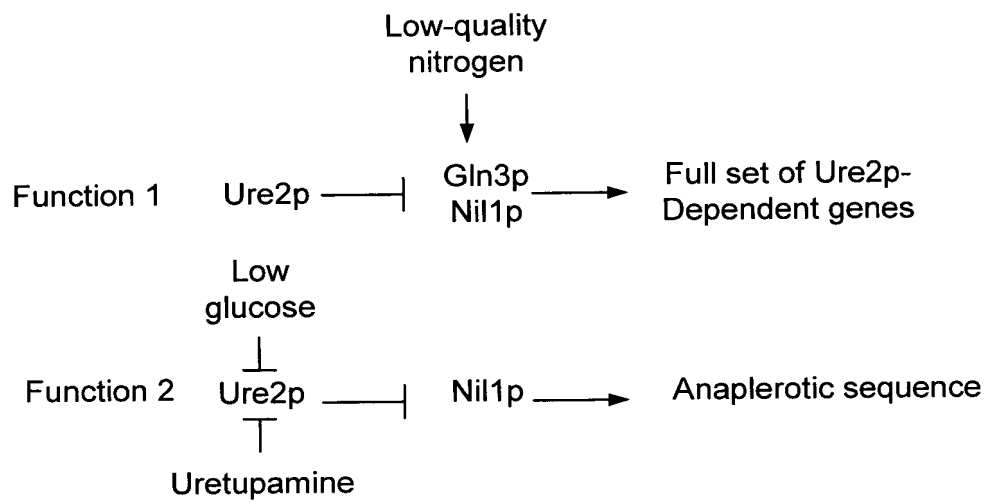 Low-quality
nitrogen
Function 1
Ure2p
Gln3p
Nil1p
Full set of Ure2p-
Dependent genes
Low
glucose
Function 2
Ure2p
Nil1p
Anaplerotic sequence
Uretupamine